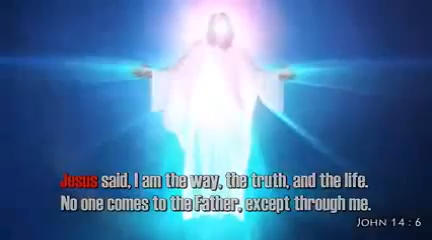 Jesus said, I am the way, the truth, and the life.
No one comes to the Father, except through me.
John 14 : 6